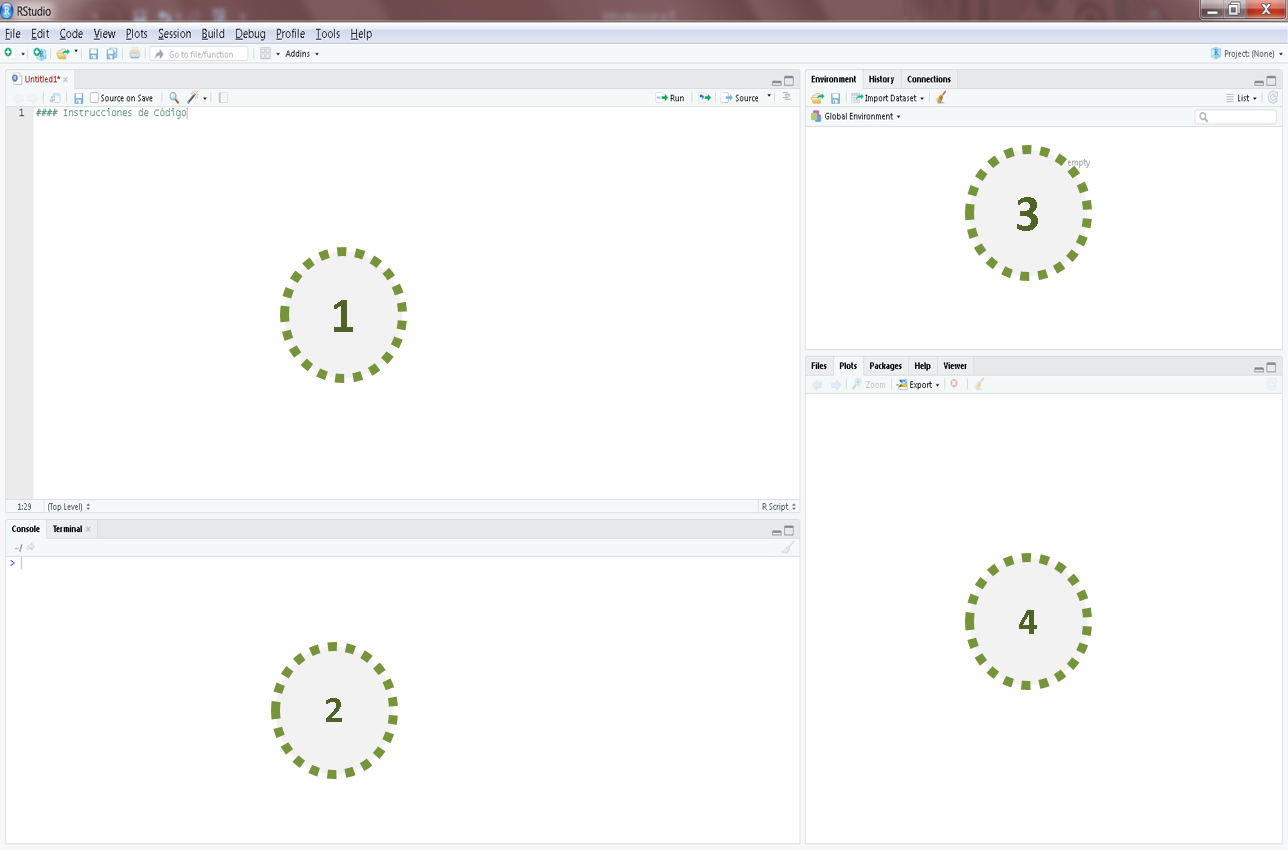 RStudio
File Edit Code View Plots Session Build Debug Profile Tools Help
Go to file/function Addins Project: (None)
Untitled1*
Source on Save Run Source
1 #### Instrucciones de Código
1
1:29 (Top Level) R Script
Console Terminal
~/
>
2
Environment History Connections
Import Dataset List
Global Environment
empty
3
Files Plots Packages Help Viewer
Zoom Export
4